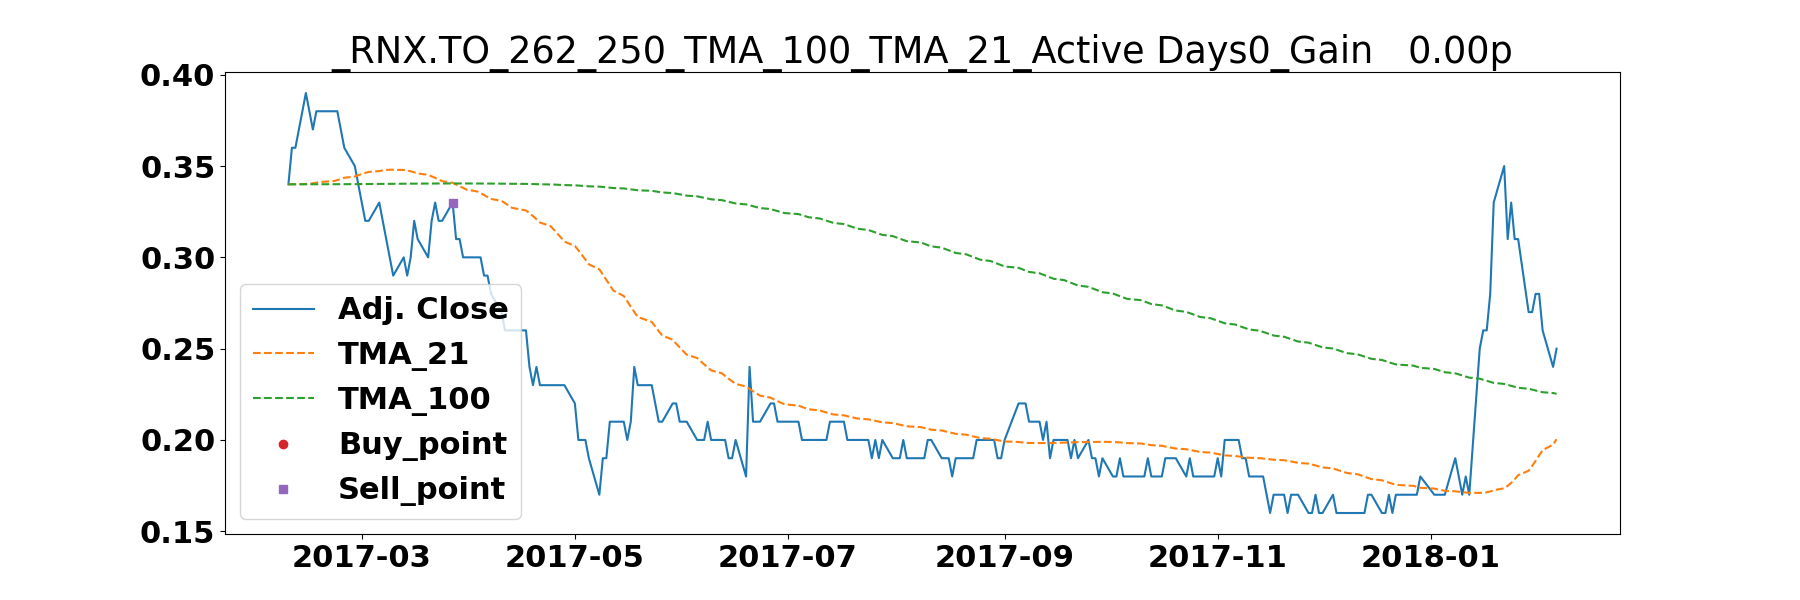 _RNX.TO_262_250_TMA_100_TMA_21_Active Days0_Gain   0.00p
0.40
0.35
0.30
0.25
0.20
0.15
Adj. Close
TMA_21
TMA_100
Buy_point
Sell_point
2017-03 2017-05 2017-07 2017-09 2017-11 2018-01